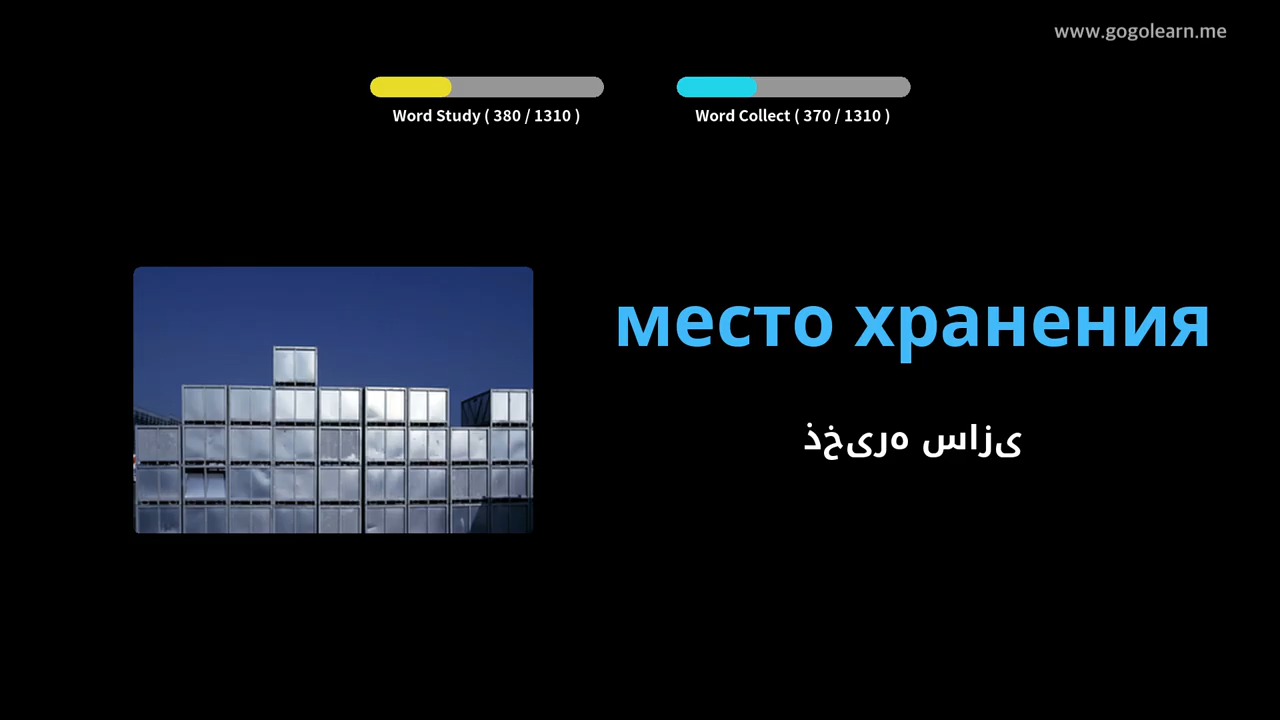 www.gogolearn.me
Word Study ( 380 / 1310 )
Word Collect ( 370 / 1310 )
место хранения
ذخیره سازی